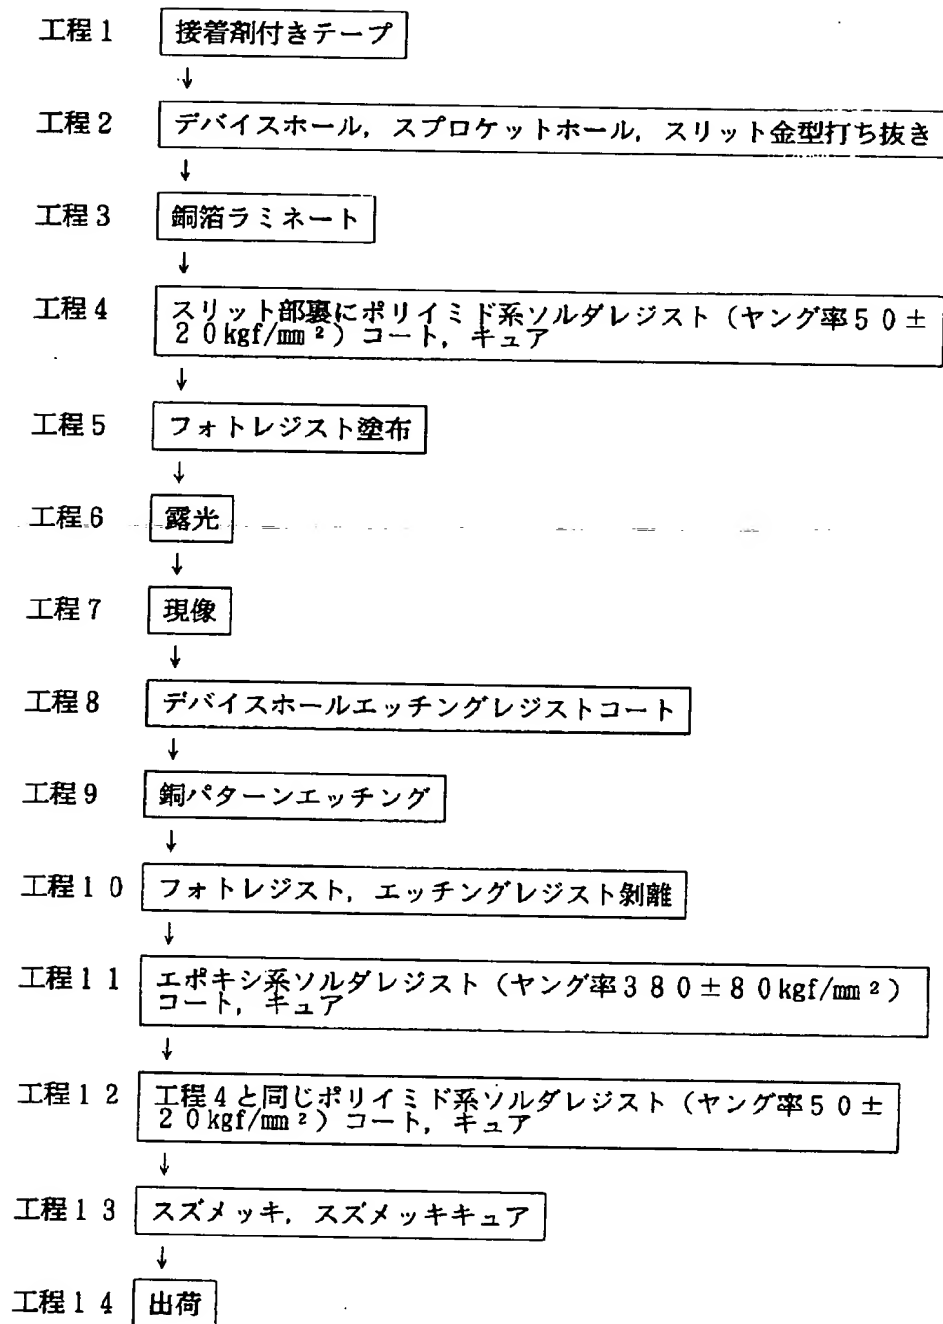 工程1 接着剤付きテープ
↓
工程2 デバイスホール，スプロケットホール，スリット金型打ち抜き
↓
工程3 銅箔ラミネート
↓
工程4 スリット部裏にポリイミド系ソルダレジスト（ヤング率50±
20kgf/mm²）コート，キュア
↓
工程5 フォトレジスト塗布
↓
工程6 露光
↓
工程7 現像
↓
工程8 デバイスホールエッチングレジストコート
↓
工程9 銅パターンエッチング
↓
工程10 フォトレジスト，エッチングレジスト剝離
↓
工程11 エポキシ系ソルダレジスト（ヤング率380±80kgf/mm²）
コート，キュア
↓
工程12 工程4と同じポリイミド系ソルダレジスト（ヤング率50±
20kgf/mm²）コート，キュア
↓
工程13 スズメッキ，スズメッキキュア
↓
工程14 出荷